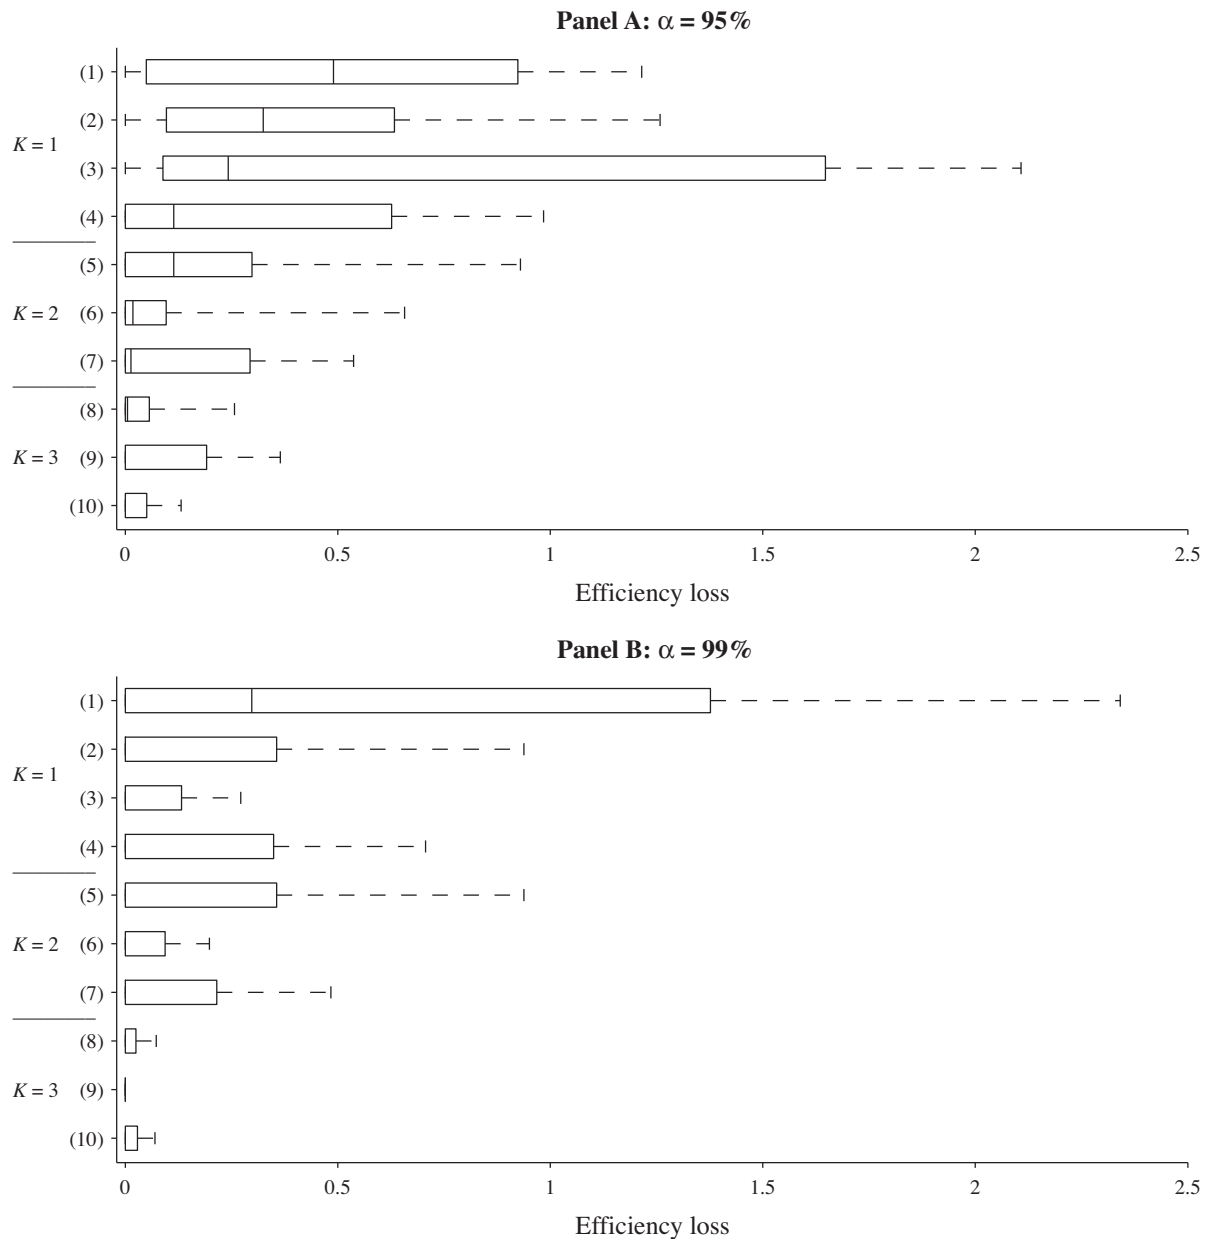 Panel A: α = 95%
(1)
(2)
K = 1
(3)
(4)
(5)
K = 2 (6)
(7)
(8)
K = 3 (9)
(10)
0 0.5 1 1.5 2 2.5
Efficiency loss
Panel B: α = 99%
(1)
(2)
K = 1
(3)
(4)
(5)
K = 2 (6)
(7)
(8)
K = 3 (9)
(10)
0 0.5 1 1.5 2 2.5
Efficiency loss